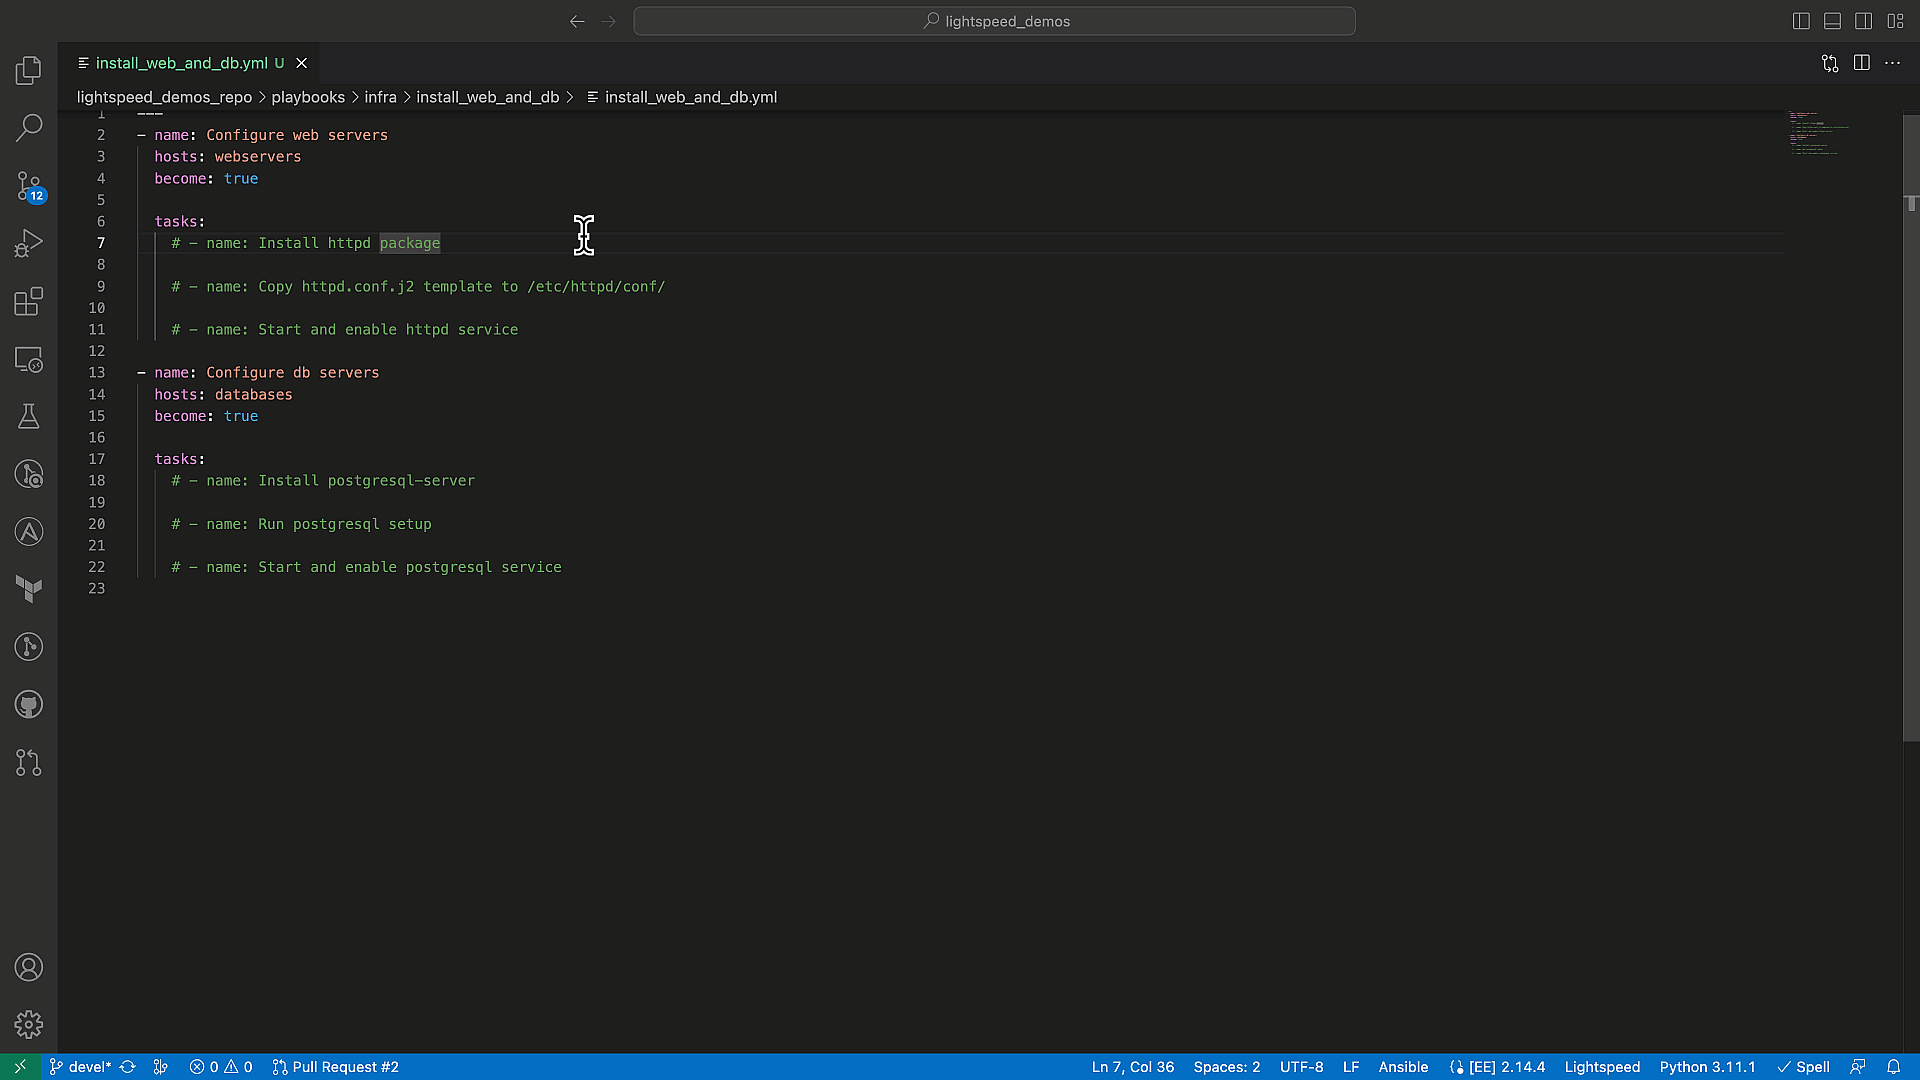 lightspeed_demos
install_web_and_db.yml U
lightspeed_demos_repo > playbooks > infra > install_web_and_db > install_web_and_db.yml
1 ---
2 - name: Configure web servers
3 hosts: webservers
4 become: true
5
6 tasks:
7 # - name: Install httpd package
8
9 # - name: Copy httpd.conf.j2 template to /etc/httpd/conf/
10
11 # - name: Start and enable httpd service
12
13 - name: Configure db servers
14 hosts: databases
15 become: true
16
17 tasks:
18 # - name: Install postgresql-server
19
20 # - name: Run postgresql setup
21
22 # - name: Start and enable postgresql service
23
12
devel* 0 0 Pull Request #2 Ln 7, Col 36 Spaces: 2 UTF-8 LF Ansible [EE] 2.14.4 Lightspeed Python 3.11.1 Spell